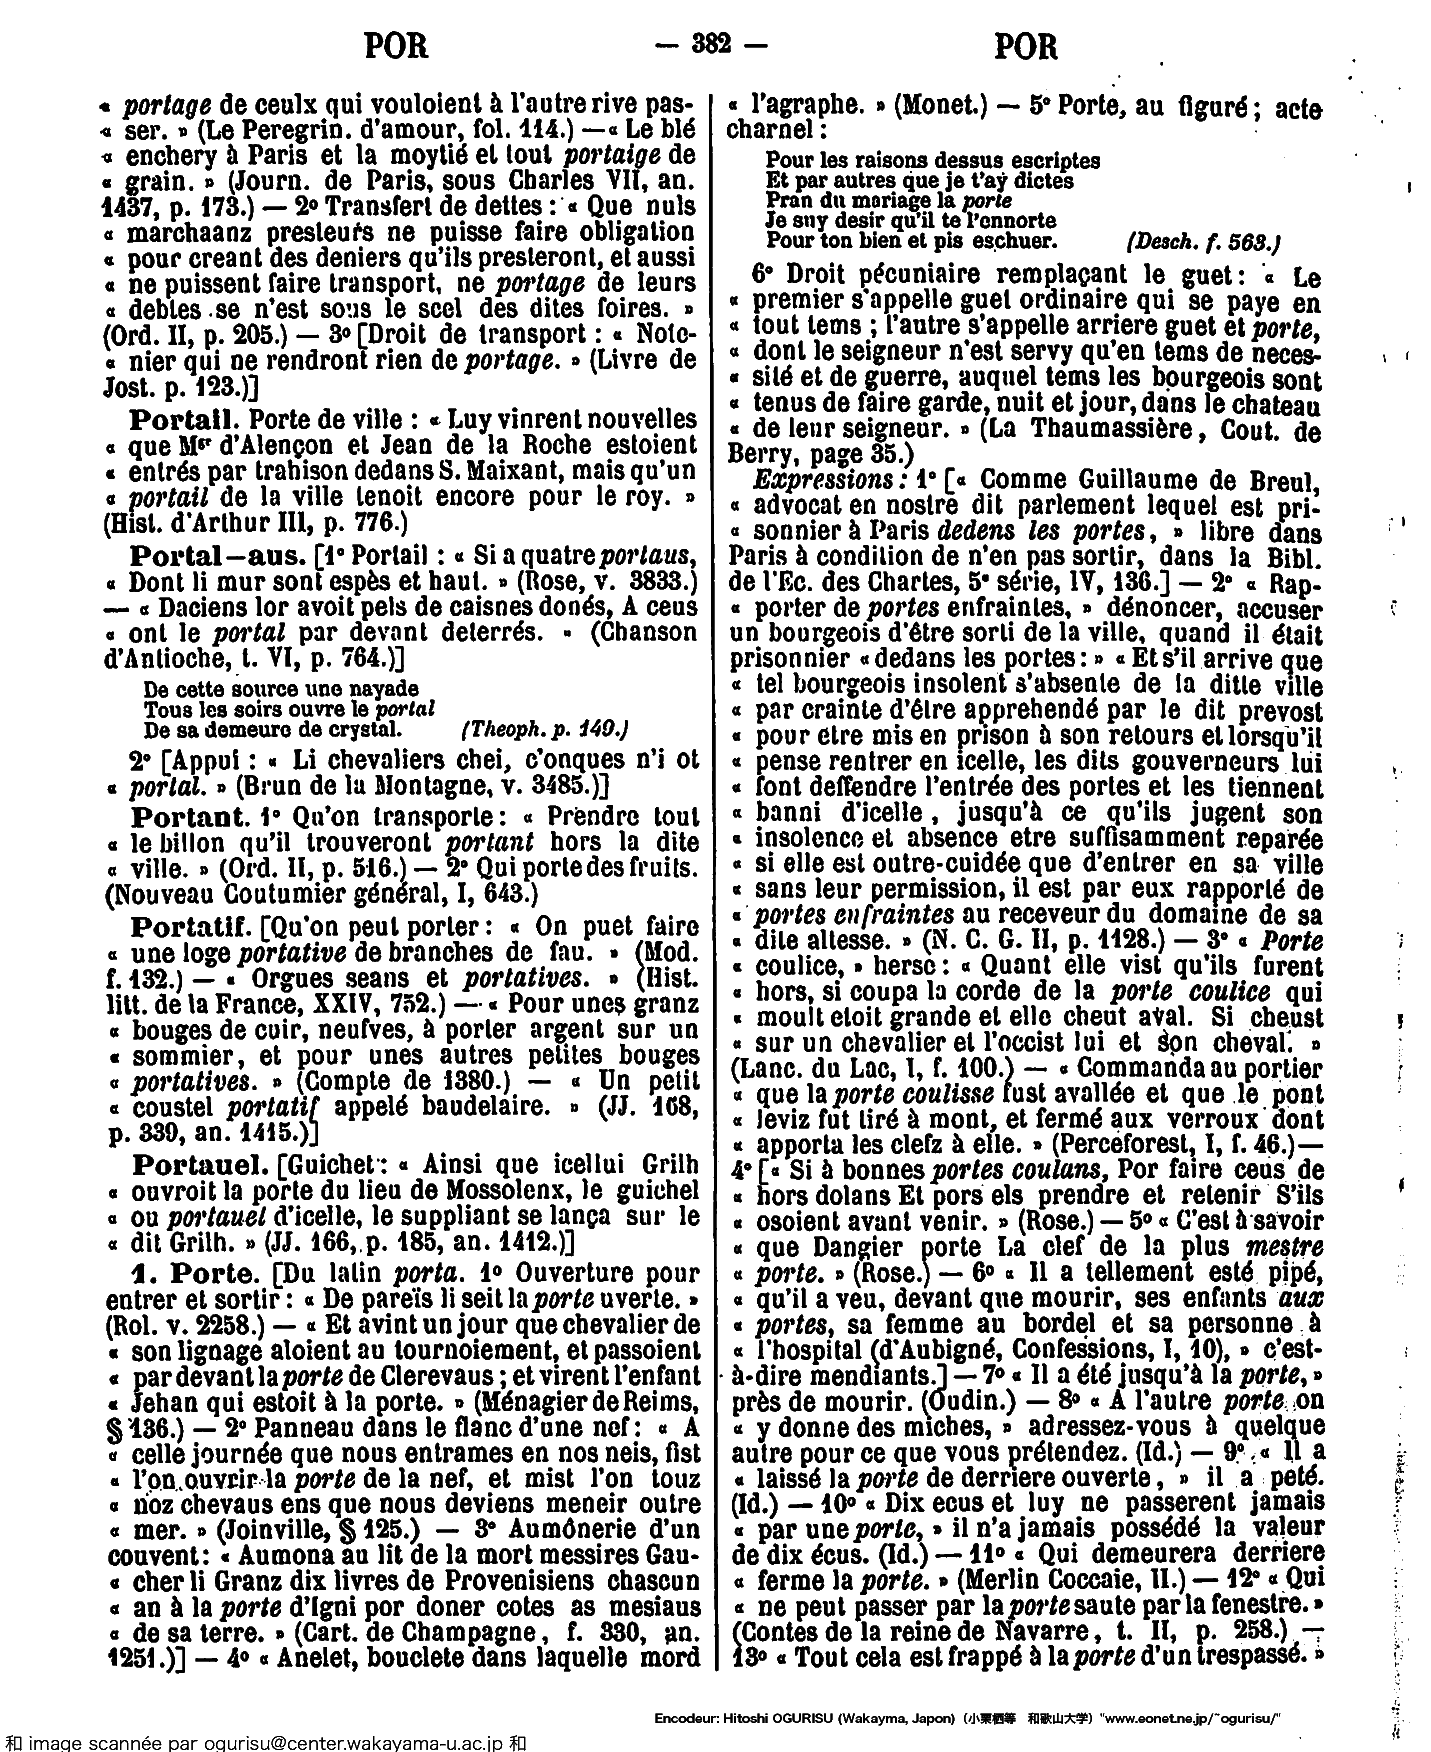 POR — 382 — POR
« portage de ceulx qui vouloient à l'autre rive pas-
« ser. » (Le Peregrin. d'amour, fol. 114.) — « Le blé
« enchery à Paris et la moytié et tout portaige de
« grain. » (Journ. de Paris, sous Charles VII, an.
1437, p. 173.) — 2º Transfert de dettes : « Que nuls
« marchaanz presteurs ne puisse faire obligation
« pour creant des deniers qu'ils presteront, et aussi
« ne puissent faire transport, ne portage de leurs
« debtes se n'est sous le scel des dites foires. »
(Ord. II, p. 205.) — 3º [Droit de transport : « Noto-
« nier qui ne rendront rien de portage. » (Livre de
Jost. p. 123.)]
Portail. Porte de ville : « Luy vinrent nouvelles
« que Mgr d'Alençon et Jean de la Roche estoient
« entrés par trahison dedans S. Maixant, mais qu'un
« portail de la ville tenoit encore pour le roy. »
(Hist. d'Arthur III, p. 776.)
Portal-aus. [1º Portail : « Si a quatre portaus,
« Dont li mur sont espès et haut. » (Rose, v. 3833.)
— « Daciens lor avoit pels de caisnes donés, A ceus
« ont le portal par devant deterrés. » (Chanson
d'Antioche, t. VI, p. 764.)]
De cette source une nayade
Tous les soirs ouvre le portal
De sa demeure de crystal. (Theoph. p. 149.)
2º [Appui : « Li chevaliers chei, c'onques n'i ot
« portal. » (Brun de la Montagne, v. 3485.)]
Portant. 1º Qu'on transporte : « Prendre tout
« le billon qu'il trouveront portant hors la dite
« ville. » (Ord. II, p. 516.) — 2º Qui porte des fruits.
(Nouveau Coutumier général, I, 643.)
Portatif. [Qu'on peut porter : « On puet faire
« une loge portative de branches de fau. » (Mod.
f. 132.) — « Orgues seans et portatives. » (Hist.
litt. de la France, XXIV, 752.) — « Pour unes granz
« bouges de cuir, neufves, à porter argent sur un
« sommier, et pour unes autres petites bouges
« portatives. » (Compte de 1380.) — « Un petit
« coustel portatif appelé baudelaire. » (JJ. 168,
p. 339, an. 1415.)]
Portauel. [Guichet : « Ainsi que icellui Grilh
« ouvroit la porte du lieu de Mossolenx, le guichet
« ou portauel d'icelle, le suppliant se lança sur le
« dit Grilh. » (JJ. 166, p. 185, an. 1412.)]
1. Porte. [Du latin porta. 1º Ouverture pour
entrer et sortir : « De pareïs li seit la porte uverte. »
(Rol. v. 2258.) — « Et avint un jour que chevalier de
« son lignage aloient au tournoiement, et passoient
« par devant la porte de Clerevaus ; et virent l'enfant
« Jehan qui estoit à la porte. » (Ménagier de Reims,
§ 136.) — 2º Panneau dans le flanc d'une nef : « A
« celle journée que nous entrames en nos neis, fist
« l'on ouvrir la porte de la nef, et mist l'on touz
« noz chevaus ens que nous deviens meneir outre
« mer. » (Joinville, § 125.) — 3º Aumônerie d'un
couvent : « Aumona au lit de la mort messires Gau-
« cher li Granz dix livres de Provenisiens chascun
« an à la porte d'Igni por doner cotes as mesiaus
« de sa terre. » (Cart. de Champagne, f. 330, an.
1251.)] — 4º « Anelet, bouclete dans laquelle mord
« l'agraphe. » (Monet.) — 5º Porte, au figuré ; acte
charnel :
Pour les raisons dessus escriptes
Et par autres que je t'ay dictes
Pran du mariage la porte
Je suy desir qu'il te l'ennorte
Pour ton bien et pis eschuer. (Desch. f. 563.)
6º Droit pécuniaire remplaçant le guet : « Le
« premier s'appelle guet ordinaire qui se paye en
« tout tems ; l'autre s'appelle arriere guet et porte,
« dont le seigneur n'est servy qu'en tems de neces-
« sité et de guerre, auquel tems les bourgeois sont
« tenus de faire garde, nuit et jour, dans le chateau
« de leur seigneur. » (La Thaumassière, Cout. de
Berry, page 35.)
Expressions : 1º [« Comme Guillaume de Breul,
« advocat en nostre dit parlement lequel est pri-
« sonnier à Paris dedens les portes, » libre dans
Paris à condition de n'en pas sortir, dans la Bibl.
de l'Ec. des Chartes, 5e série, IV, 136.] — 2º « Rap-
« porter de portes enfraintes, » dénoncer, accuser
un bourgeois d'être sorti de la ville, quand il était
prisonnier « dedans les portes : » « Et s'il arrive que
« tel bourgeois insolent s'absente de la ditte ville
« par crainte d'être apprehendé par le dit prevost
« pour etre mis en prison à son retours et lorsqu'il
« pense rentrer en icelle, les dits gouverneurs lui
« font deffendre l'entrée des portes et les tiennent
« banni d'icelle, jusqu'à ce qu'ils jugent son
« insolence et absence etre suffisamment reparée
« si elle est outre-cuidée que d'entrer en sa ville
« sans leur permission, il est par eux rapporté de
« portes enfraintes au receveur du domaine de sa
« dite altesse. » (N. C. G. II, p. 1128.) — 3º « Porte
« coulice, » herse : « Quant elle vist qu'ils furent
« hors, si coupa la corde de la porte coulice qui
« moult etoit grande et elle cheut aval. Si cheust
« sur un chevalier et l'occist lui et son cheval. »
(Lanc. du Lac, I, f. 100.) — « Commanda au portier
« que la porte coulisse fust avallée et que le pont
« leviz fut tiré à mont, et fermé aux verroux dont
« apporta les clefz à elle. » (Perceforest, I, f. 46.) —
4º [« Si à bonnes portes coulans, Por faire ceus de
« hors dolans Et pors els prendre et retenir S'ils
« osoient avant venir. » (Rose.) — 5º « C'est à savoir
« que Dangier porte La clef de la plus mestre
« porte. » (Rose.) — 6º « Il a tellement esté pipé,
« qu'il a veu, devant que mourir, ses enfants aux
« portes, sa femme au bordel et sa personne à
« l'hospital (d'Aubigné, Confessions, I, 10), » c'est-
à-dire mendiants.] — 7º « Il a été jusqu'à la porte, »
près de mourir. (Oudin.) — 8º « A l'autre porte on
« y donne des miches, » adressez-vous à quelque
autre pour ce que vous prétendez. (Id.) — 9º « Il a
« laissé la porte de derriere ouverte, » il a peté.
(Id.) — 10º « Dix ecus et luy ne passerent jamais
« par une porte, » il n'a jamais possédé la valeur
de dix écus. (Id.) — 11º « Qui demeurera derriere
« ferme la porte. » (Merlin Coccaie, II.) — 12º « Qui
« ne peut passer par la porte saute par la fenestre. »
(Contes de la reine de Navarre, t. II, p. 258.) —
13º « Tout cela est frappé à la porte d'un trespassé. »
Encodeur: Hitoshi OGURISU (Wakayma, Japon) (小栗栖等 和歌山大学) "www.eonet.ne.jp/~ogurisu/"
和 image scannée par ogurisu@center.wakayama-u.ac.jp 和